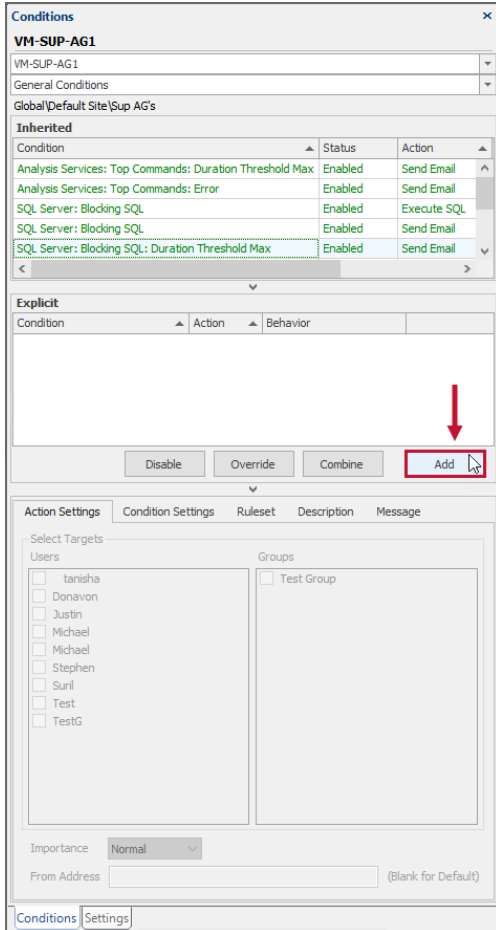 Conditions
VM-SUP-AG1
VM-SUP-AG1
General Conditions
Global\Default Site\Sup AG's
Inherited
Condition Status Action
Analysis Services: Top Commands: Duration Threshold Max Enabled Send Email
Analysis Services: Top Commands: Error Enabled Send Email
SQL Server: Blocking SQL Enabled Execute SQL
SQL Server: Blocking SQL Enabled Send Email
SQL Server: Blocking SQL: Duration Threshold Max Enabled Send Email
Explicit
Condition Action Behavior
Disable Override Combine Add
Action Settings Condition Settings Ruleset Description Message
Select Targets
Users Groups
tanisha Test Group
Donavon
Justin
Michael
Michael
Stephen
Suril
Test
TestG
Importance Normal
From Address (Blank for Default)
Conditions Settings